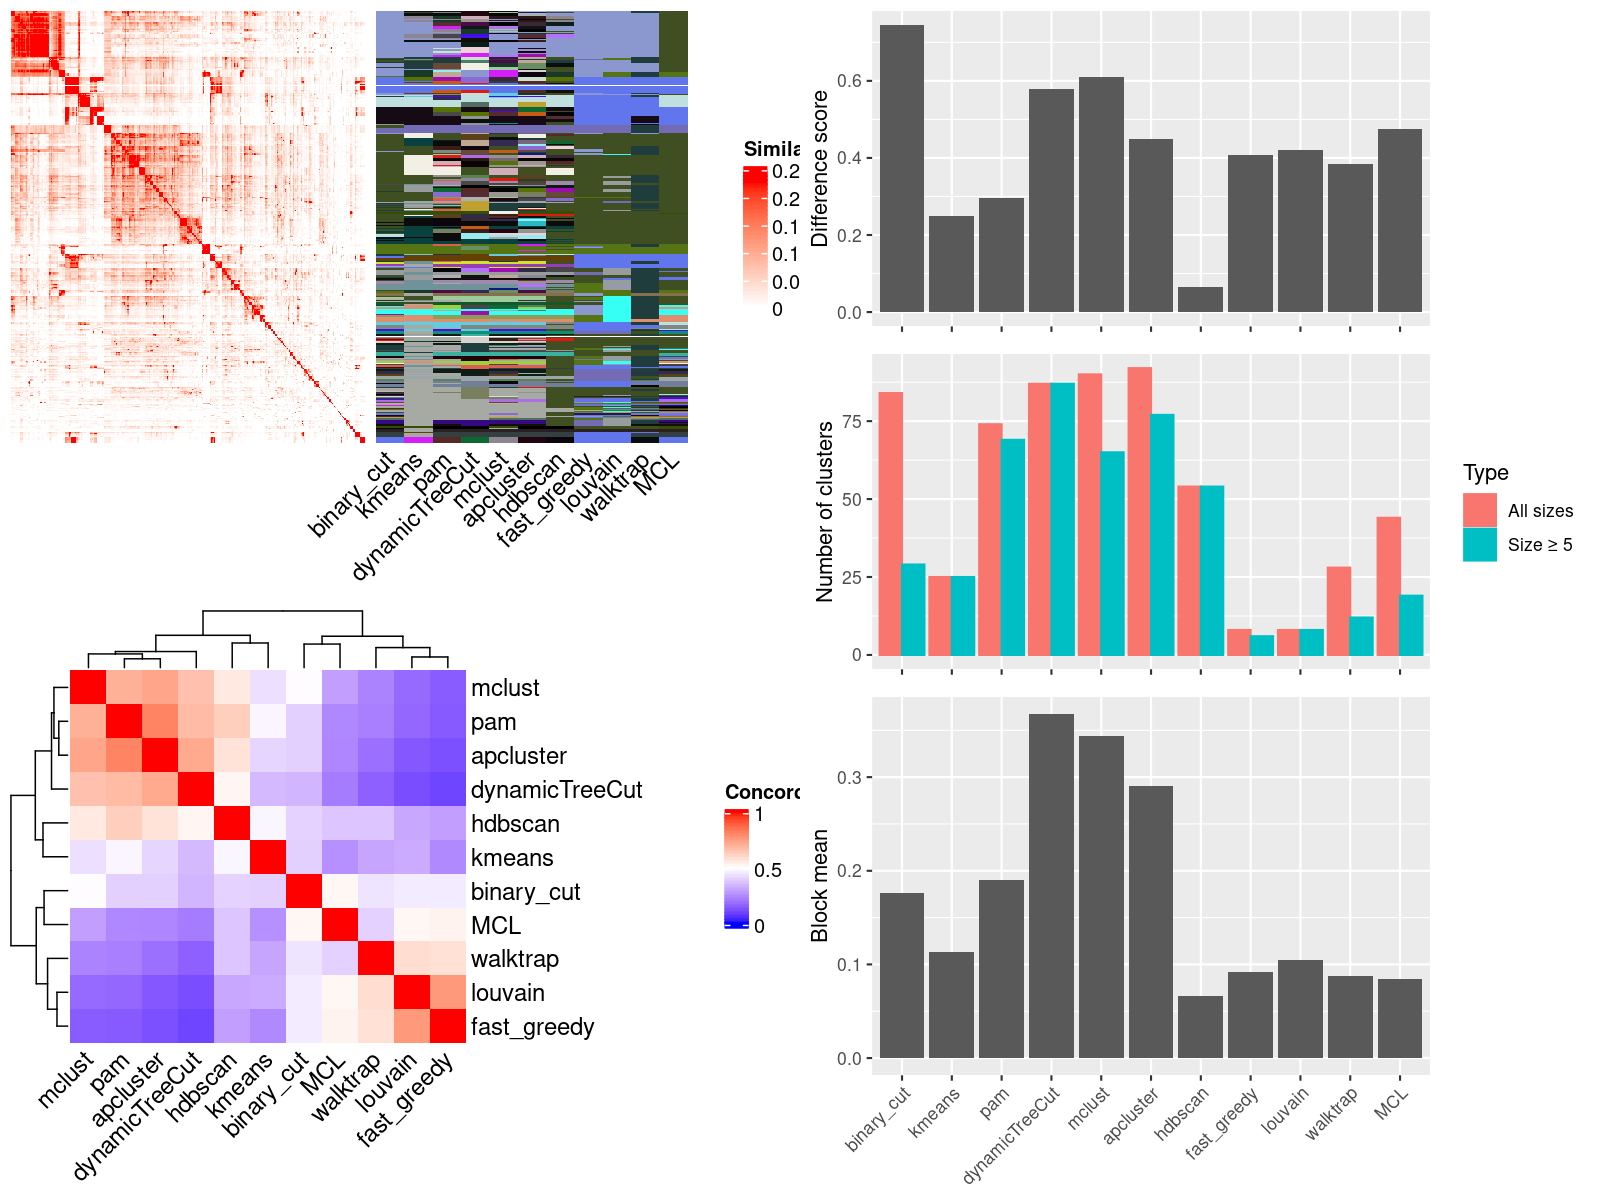 Simila
0.2
0.2
0.1
0.1
0.0
0
binary_cut
kmeans
pam
dynamicTreeCut
mclust
apcluster
hdbscan
fast_greedy
louvain
walktrap
MCL
mclust
pam
apcluster
dynamicTreeCut
hdbscan
kmeans
binary_cut
MCL
walktrap
louvain
fast_greedy
mclust
pam
apcluster
dynamicTreeCut
hdbscan
kmeans
binary_cut
MCL
walktrap
louvain
fast_greedy
Concord
1
0.5
0
Difference score
0.6
0.4
0.2
0.0
Number of clusters
75
50
25
0
Type
All sizes
Size ≥ 5
Block mean
0.3
0.2
0.1
0.0
binary_cut
kmeans
pam
dynamicTreeCut
mclust
apcluster
hdbscan
fast_greedy
louvain
walktrap
MCL